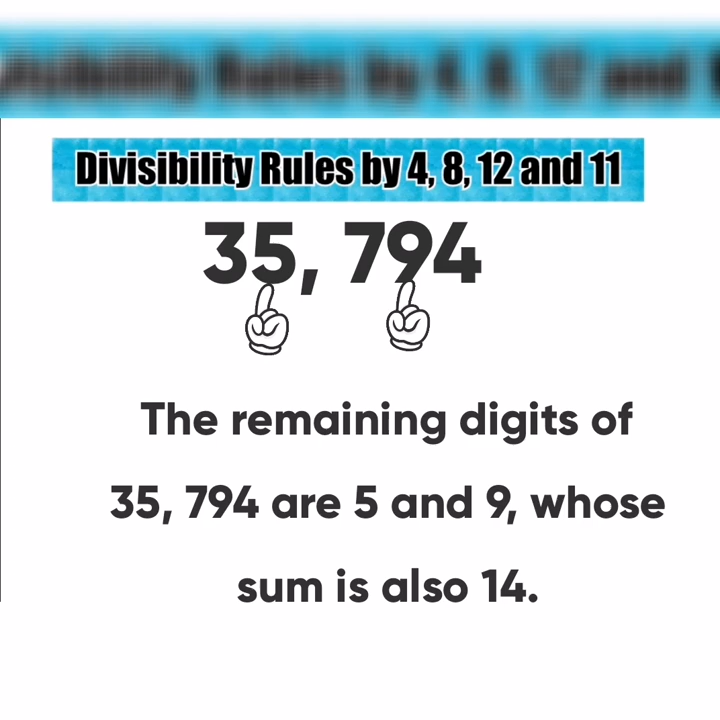 Divisibility Rules by 4, 8, 12 and 11
35, 794
The remaining digits of
35, 794 are 5 and 9, whose
sum is also 14.